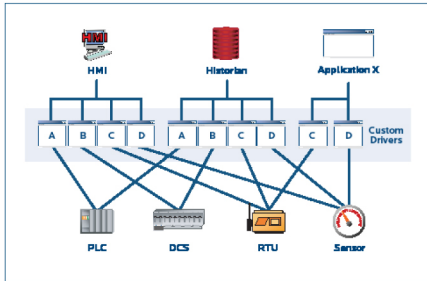 HMI
HMI
Historian
Application X
A B C D A B C D C D
Custom
Drivers
PLC
DCS
RTU
Sensor